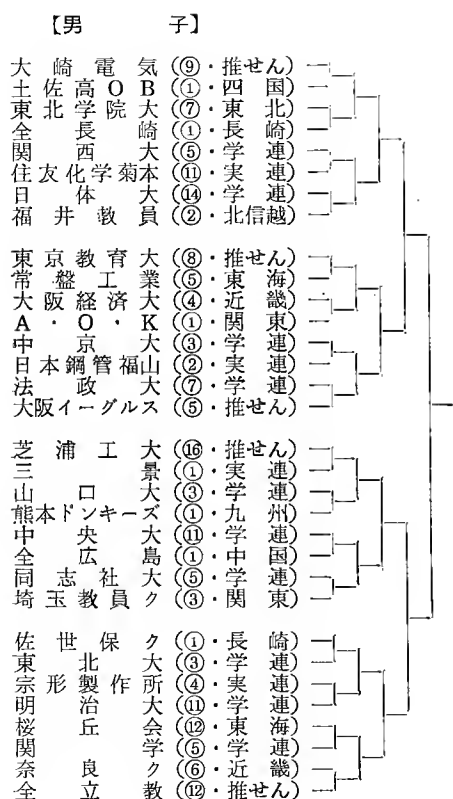 【男子】
大崎電気(⑨・推せん)
土佐高OB(①・四国)
東北学院大(⑦・東北)
全長崎(①・長崎)
関西大(⑤・学連)
住友化学菊本(⑪・実連)
日体大(⑭・学連)
福井教員(②・北信越)
東京教育大(⑧・推せん)
常盤工業(⑤・東海)
大阪経済大(④・近畿)
A・O・K(①・関東)
中京大(③・学連)
日本鋼管福山(②・実連)
法政大(⑦・学連)
大阪イーグルス(⑤・推せん)
芝浦工大(⑯・推せん)
三景(①・実連)
山口大(③・学連)
熊本ドンキーズ(①・九州)
中央大(⑪・学連)
全広島(①・中国)
同志社大(⑤・学連)
埼玉教員ク(③・関東)
佐世保ク(①・長崎)
東北大(③・学連)
宗形製作所(④・実連)
明治大(⑪・学連)
桜丘会(⑫・東海)
関学(⑤・学連)
奈良ク(⑥・近畿)
全立教(⑫・推せん)